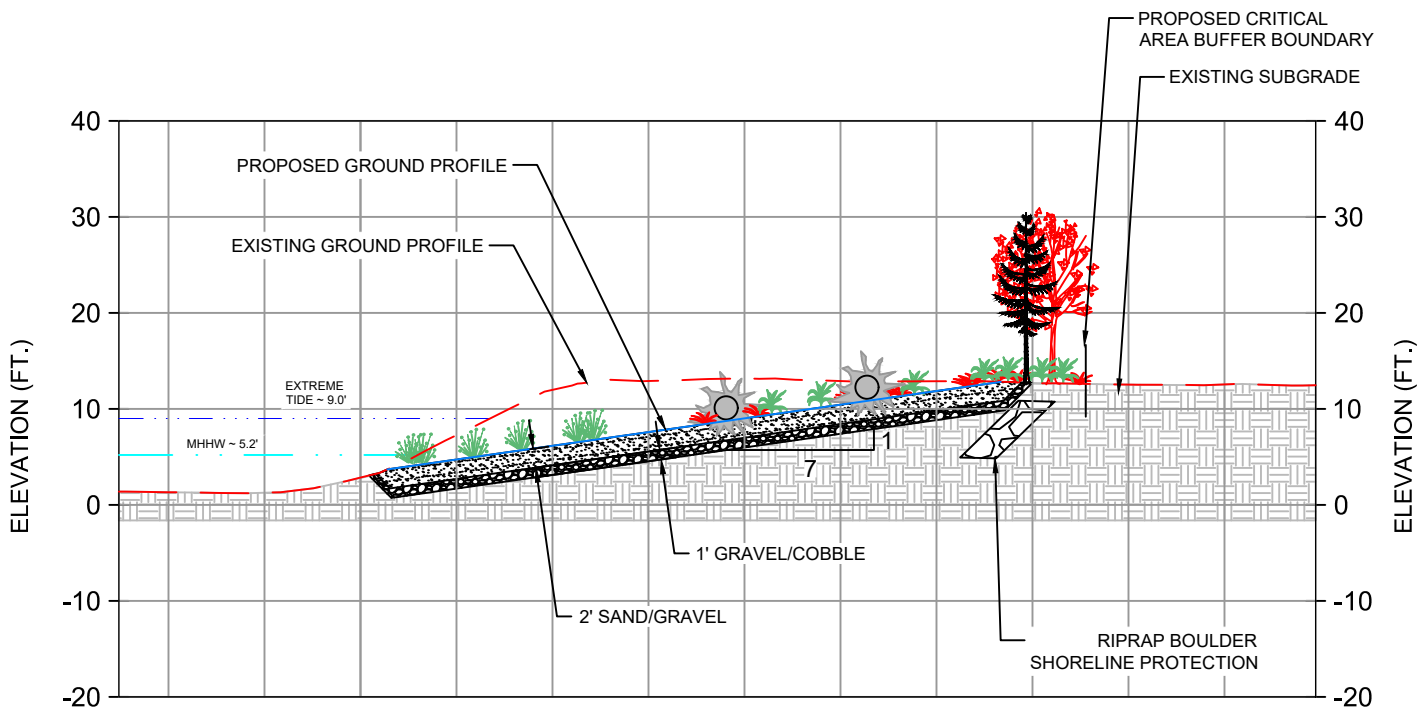 PROPOSED CRITICAL
AREA BUFFER BOUNDARY
EXISTING SUBGRADE
PROPOSED GROUND PROFILE
EXISTING GROUND PROFILE
EXTREME
TIDE ~ 9.0'
MHHW ~ 5.2'
1
7
1' GRAVEL/COBBLE
2' SAND/GRAVEL
RIPRAP BOULDER
SHORELINE PROTECTION
ELEVATION (FT.)
40
30
20
10
0
-10
-20
40
30
20
10
0
-10
-20
ELEVATION (FT.)